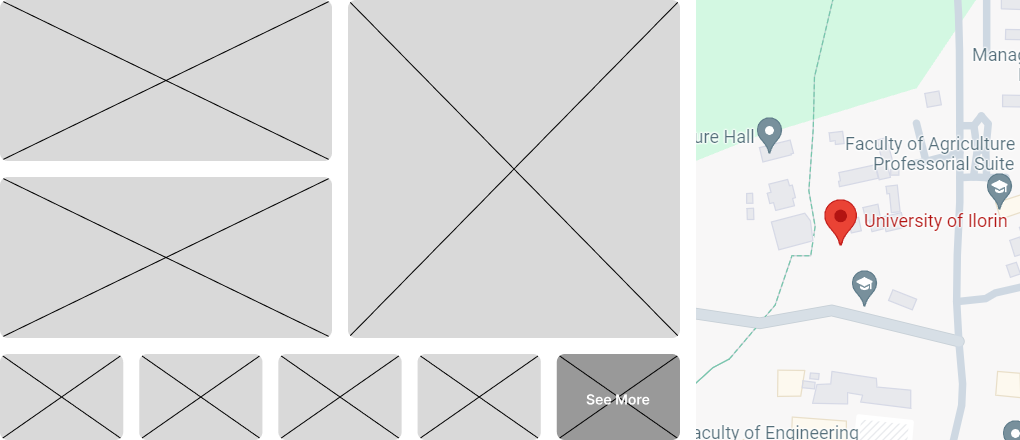 See More
Manag
ure Hall
Faculty of Agriculture
Professorial Suite
University of Ilorin
aculty of Engineering